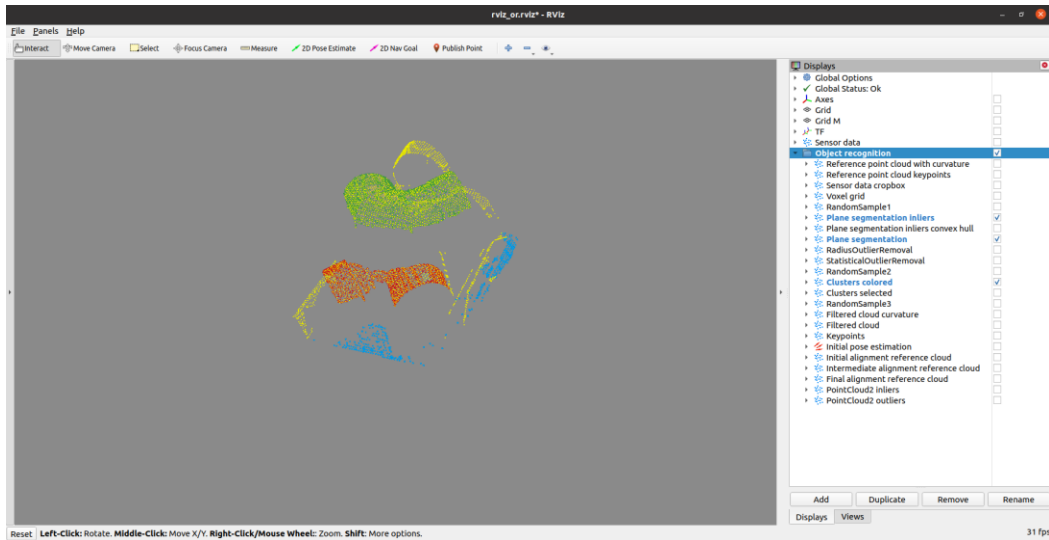 rviz_or.rviz* - RViz
File Panels Help
Interact Move Camera Select Focus Camera Measure 2D Pose Estimate 2D Nav Goal Publish Point
Displays
Global Options
Global Status: Ok
Axes
Grid
Grid M
TF
Sensor data
Object recognition
Reference point cloud with curvature
Reference point cloud keypoints
Sensor data cropbox
Voxel grid
RandomSample1
Plane segmentation inliers
Plane segmentation inliers convex hull
Plane segmentation
RadiusOutlierRemoval
StatisticalOutlierRemoval
RandomSample2
Clusters colored
Clusters selected
RandomSample3
Filtered cloud curvature
Filtered cloud
Keypoints
Initial pose estimation
Initial alignment reference cloud
Intermediate alignment reference cloud
Final alignment reference cloud
PointCloud2 inliers
PointCloud2 outliers
Add Duplicate Remove Rename
Displays Views
Reset Left-Click: Rotate. Middle-Click: Move X/Y. Right-Click/Mouse Wheel:: Zoom. Shift: More options. 31 fps